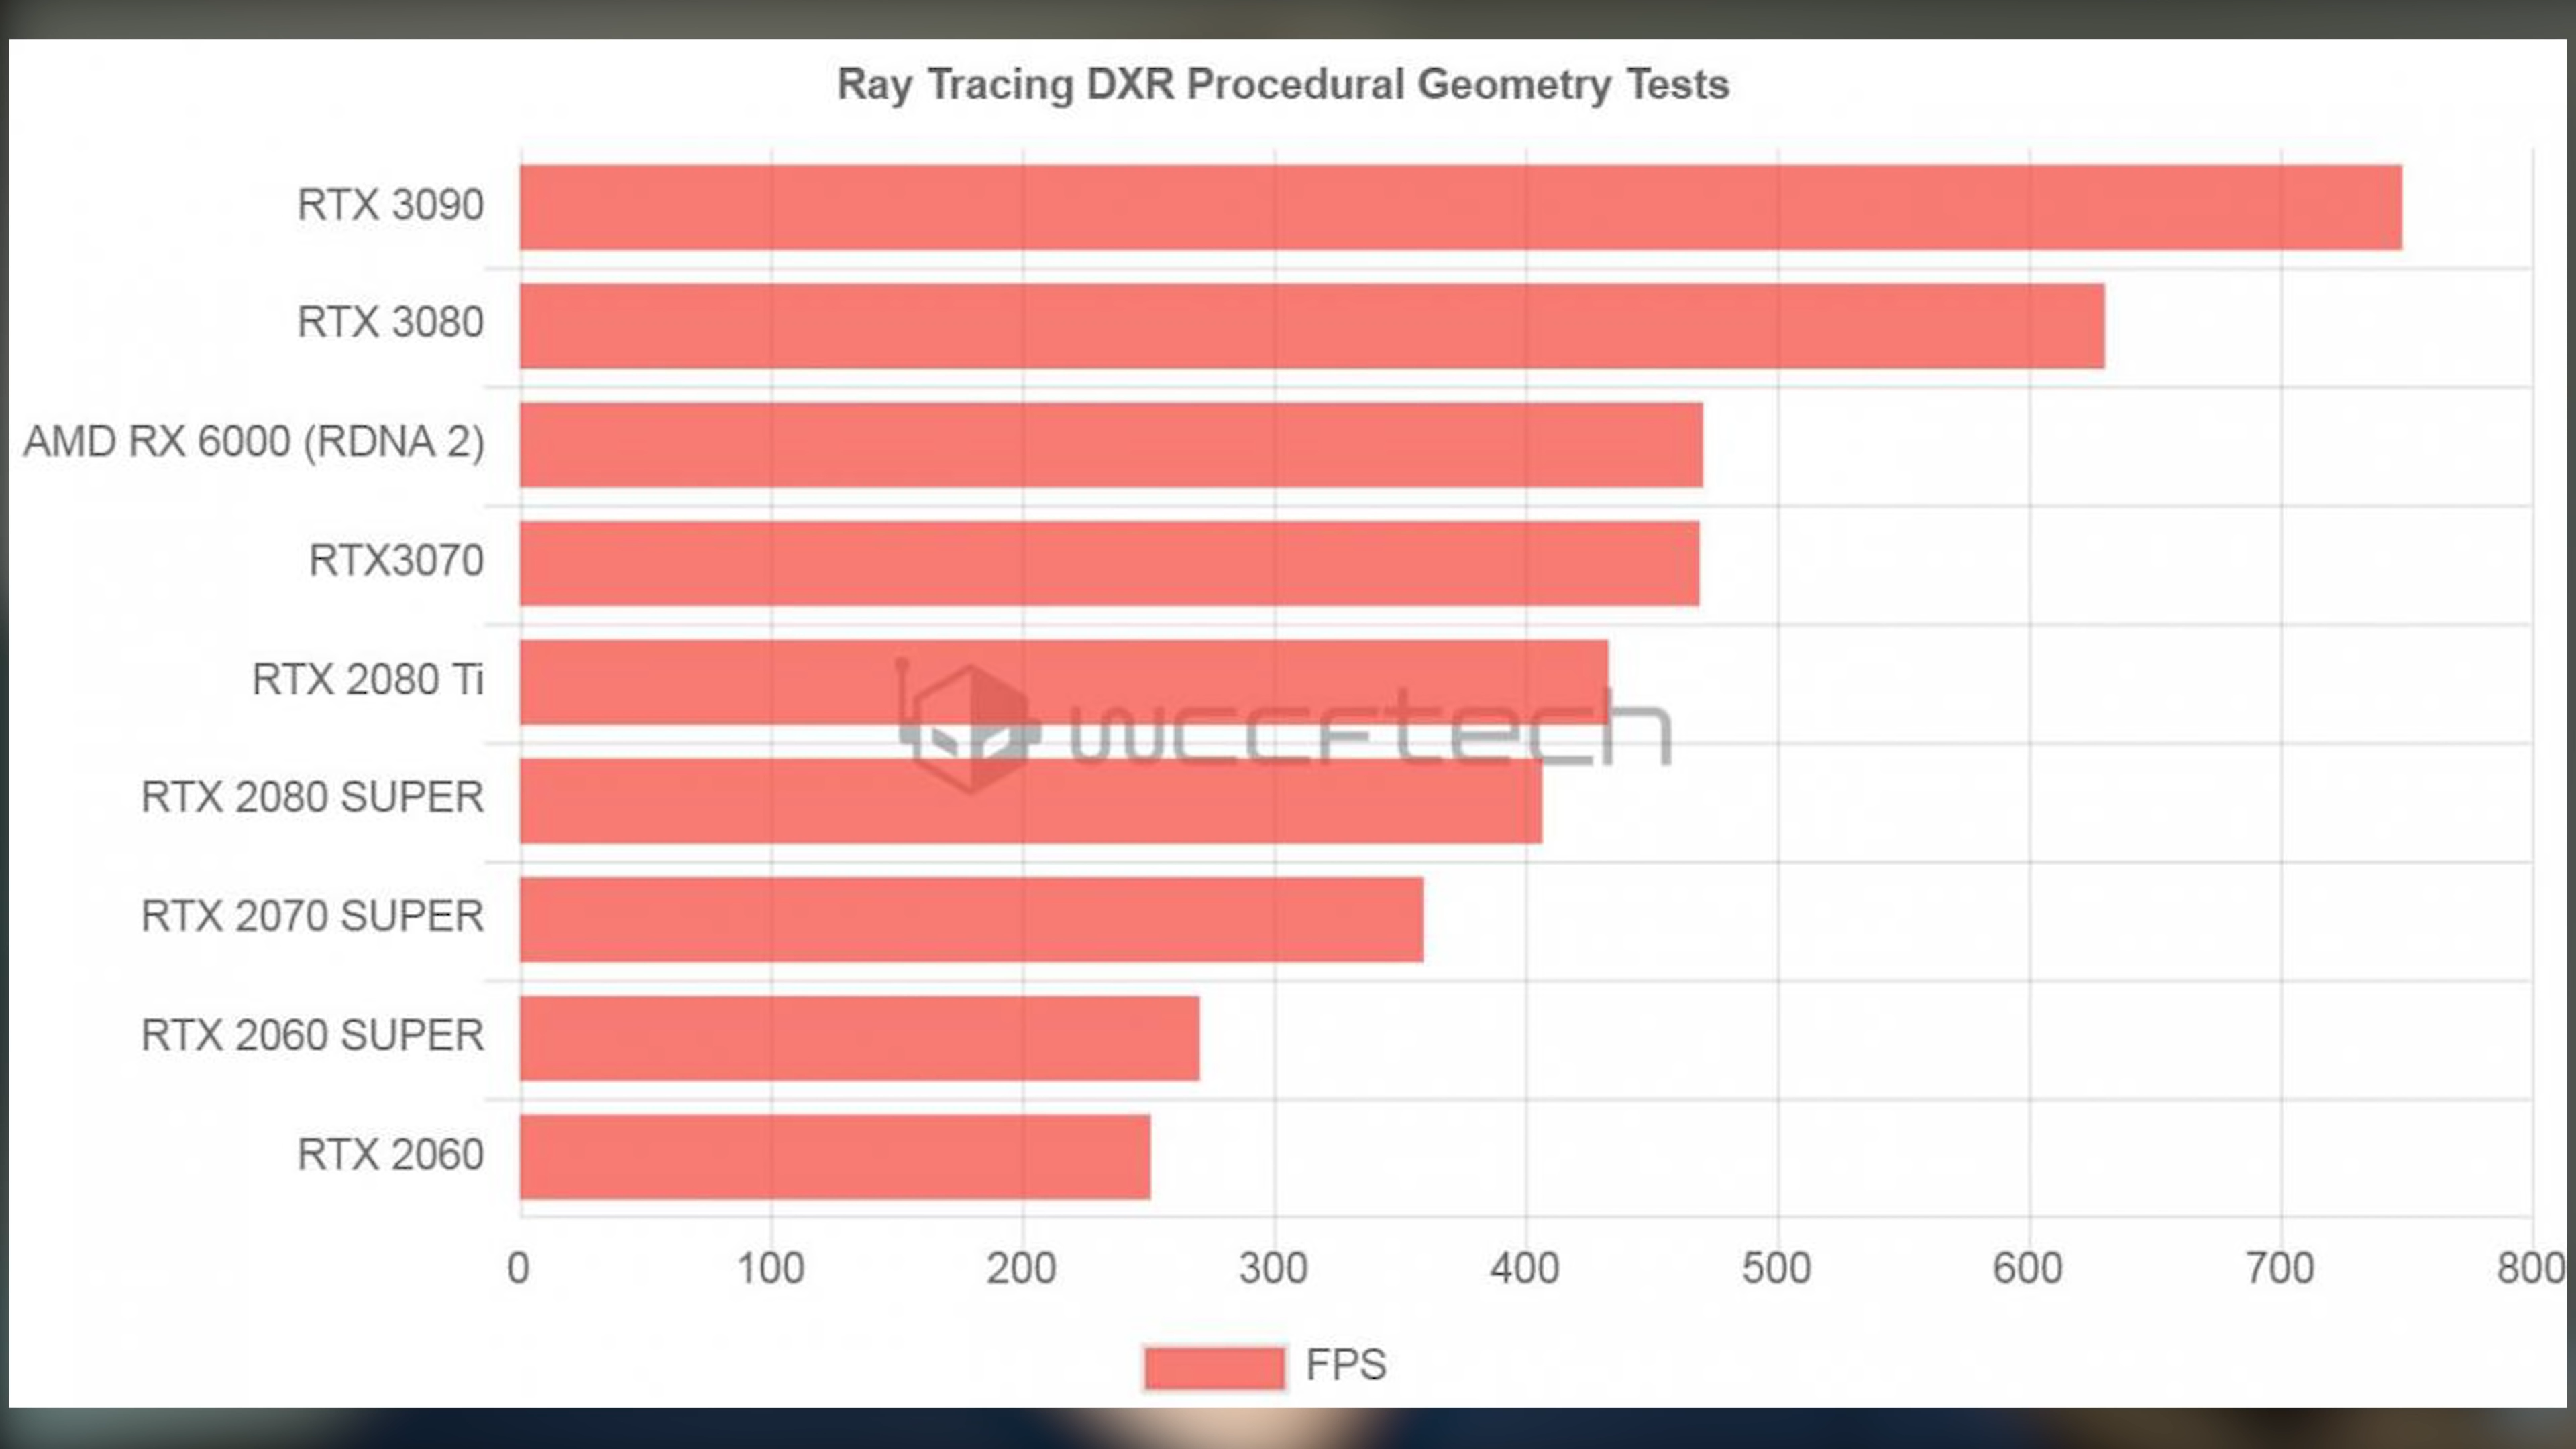 Ray Tracing DXR Procedural Geometry Tests
RTX 3090
RTX 3080
AMD RX 6000 (RDNA 2)
RTX3070
RTX 2080 Ti
wccftech
RTX 2080 SUPER
RTX 2070 SUPER
RTX 2060 SUPER
RTX 2060
0 100 200 300 400 500 600 700 800
FPS